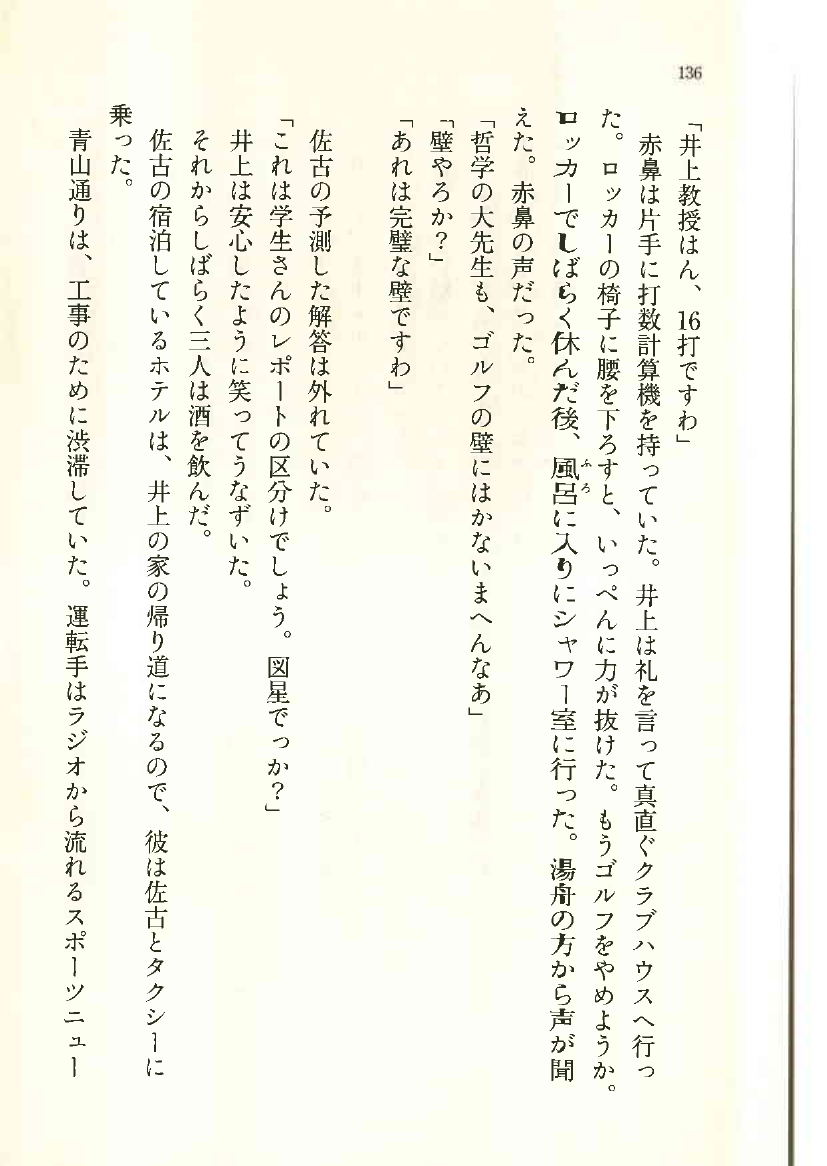 136
「井上教授はん、16打ですわ」
赤鼻は片手に打数計算機を持っていた。井上は礼を言って真直ぐクラブハウスへ行っ
た。ロッカーの椅子に腰を下ろすと、いっぺんに力が抜けた。もうゴルフをやめようか。
ロッカーでしばらく休んだ後、風呂に入りにシャワー室に行った。湯舟の方から声が聞
ふろ
えた。赤鼻の声だった。
「哲学の大先生も、ゴルフの壁にはかないまへんなあ」
「壁やろか?」
「あれは完璧な壁ですわ」
佐古の予測した解答は外れていた。
「これは学生さんのレポートの区分けでしょう。図星でっか?」
井上は安心したように笑ってうなずいた。
それからしばらく三人は酒を飲んだ。
佐古の宿泊しているホテルは、井上の家の帰り道になるので、彼は佐古とタクシーに
乗った。
青山通りは、工事のために渋滞していた。運転手はラジオから流れるスポーツニュー